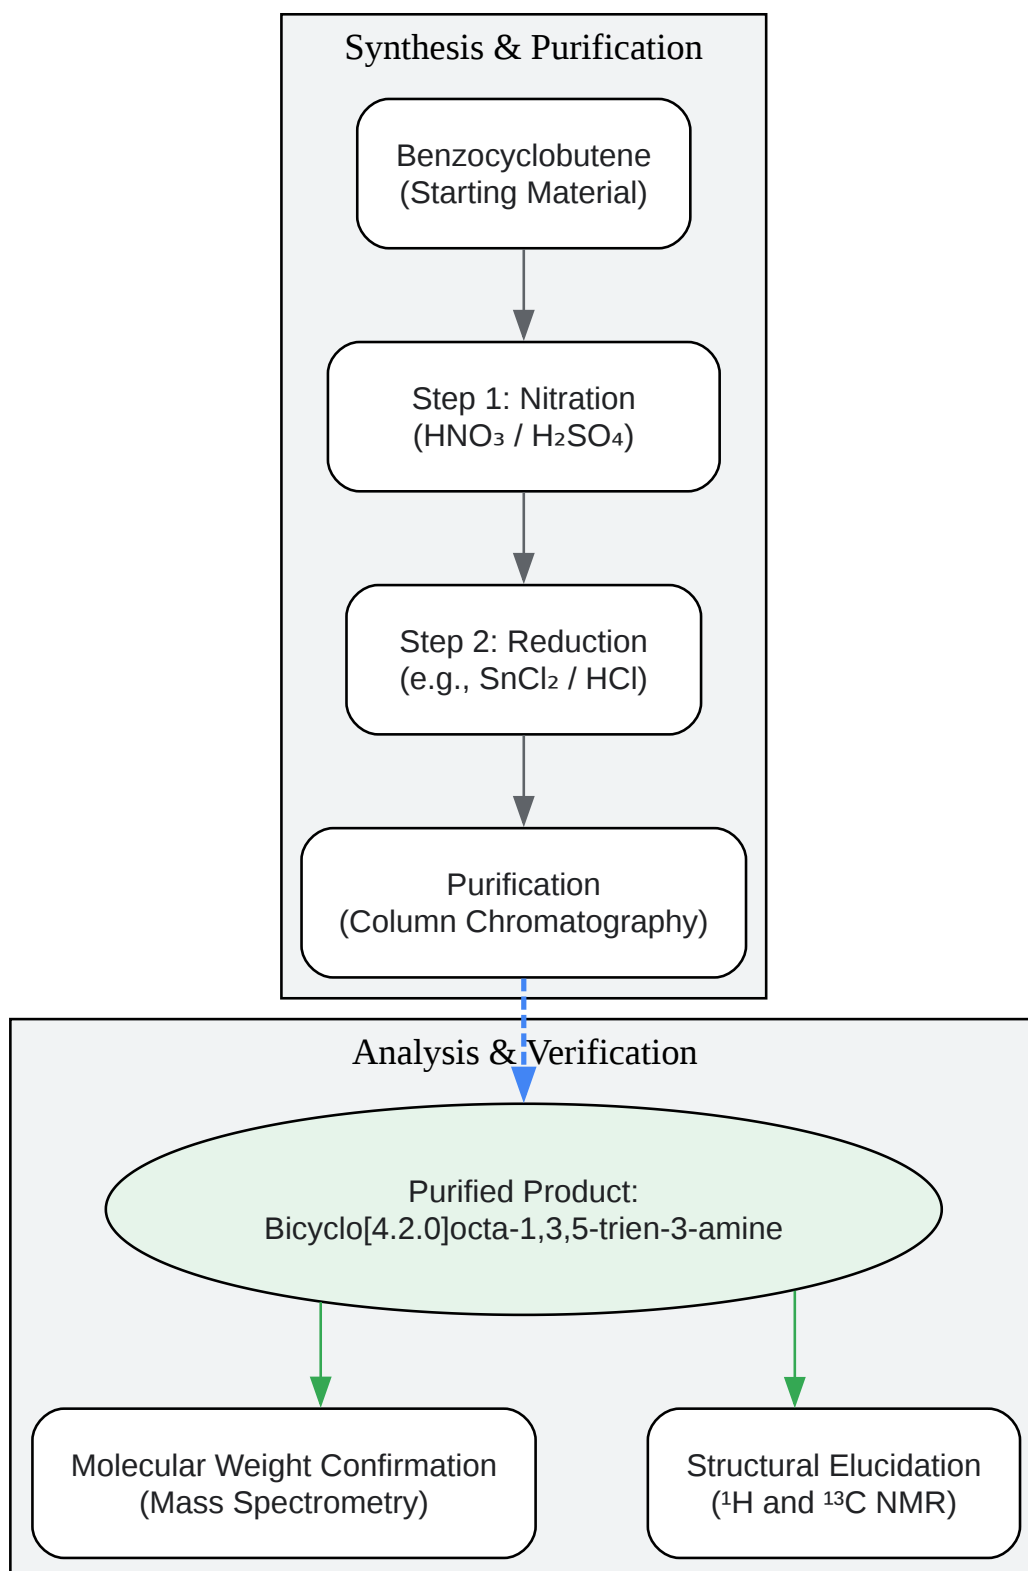 Synthesis & Purification
Benzocyclobutene
(Starting Material)
Step 1: Nitration
(HNO₃ / H₂SO₄)
Step 2: Reduction
(e.g., SnCl₂ / HCl)
Purification
(Column Chromatography)
Analysis & Verification
Purified Product:
Bicyclo[4.2.0]octa-1,3,5-trien-3-amine
Molecular Weight Confirmation
(Mass Spectrometry)
Structural Elucidation
(¹H and ¹³C NMR)